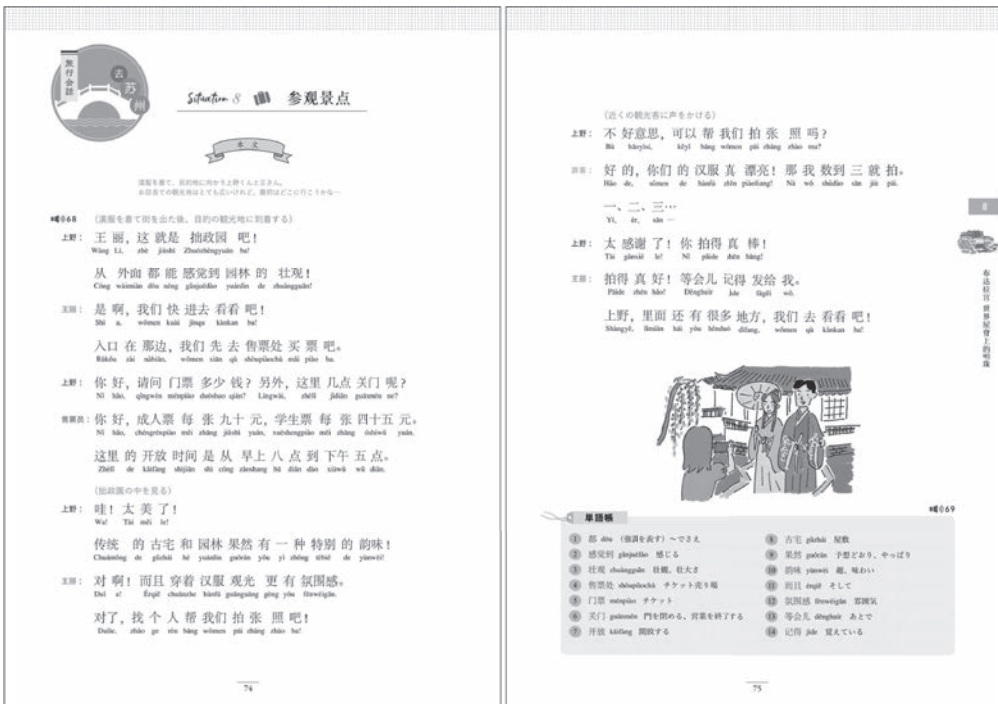 旅行会話
去苏州
Situation 8 参观景点
本文
漢服を着て、目的地に向かう上野くんと王さん。
お目当ての観光地はとても広いけれど、最初はどこに行こうかな…
68 （漢服を着て街を出た後、目的の観光地に到着する）
上野： 王 丽，这 就是 拙政园 吧！
Wáng Lì, zhè jiùshì Zhuōzhèngyuán ba!
从 外面 都 能 感觉到 园林 的 壮观！
Cóng wàimiàn dōu néng gǎnjuédào yuánlín de zhuàngguān!
王丽： 是 啊，我们 快 进去 看看 吧！
Shì a, wǒmen kuài jìnqu kànkan ba!
入口 在 那边，我们 先 去 售票处 买 票 吧。
Rùkǒu zài nàbiān, wǒmen xiān qù shòupiàochù mǎi piào ba.
上野： 你 好，请问 门票 多少 钱？ 另外，这里 几点 关门 呢？
Nǐ hǎo, qǐngwèn ménpiào duōshao qián? Lìngwài, zhèlǐ jǐdiǎn guānmén ne?
售票员： 你 好，成人票 每 张 九十 元，学生票 每 张 四十五 元。
Nǐ hǎo, chéngrénpiào měi zhāng jiǔshí yuán, xuéshengpiào měi zhāng sìshíwǔ yuán.
这里 的 开放 时间 是 从 早上 八 点 到 下午 五 点。
Zhèlǐ de kāifàng shíjiān shì cóng zǎoshang bā diǎn dào xiàwǔ wǔ diǎn.
（拙政園の中を見る）
上野： 哇！ 太 美 了！
Wa! Tài měi le!
传统 的 古宅 和 园林 果然 有 一 种 特别 的 韵味！
Chuántǒng de gǔzhái hé yuánlín guǒrán yǒu yì zhǒng tèbié de yùnwèi!
王丽： 对 啊！ 而且 穿着 汉服 观光 更 有 氛围感。
Duì a! Érqiě chuānzhe hànfú guānguāng gèng yǒu fēnwéigǎn.
对了，找 个 人 帮 我们 拍 张 照 吧！
Duìle, zhǎo ge rén bāng wǒmen pāi zhāng zhào ba!
74
（近くの観光客に声をかける）
上野： 不 好意思，可以 帮 我们 拍 张 照 吗？
Bù hǎoyìsi, kěyǐ bāng wǒmen pāi zhāng zhào ma?
游客： 好 的，你们 的 汉服 真 漂亮！ 那 我 数到 三 就 拍。
Hǎo de, nǐmen de hànfú zhēn piàoliang! Nà wǒ shǔdào sān jiù pāi.
一、二、三…
Yī, èr, sān …
上野： 太 感谢 了！ 你 拍得 真 棒！
Tài gǎnxiè le! Nǐ pāide zhēn bàng!
王丽： 拍得 真 好！ 等会儿 记得 发给 我。
Pāide zhēn hǎo! Děnghuìr jìde fāgěi wǒ.
上野，里面 还 有 很多 地方，我们 去 看看 吧！
Shàngyě, lǐmiàn hái yǒu hěnduō dìfang, wǒmen qù kànkan ba!
8
布达拉宫 世界屋脊上的明珠
69
単語帳
① 都 dōu （強調を表す）～でさえ
② 感觉到 gǎnjuédào 感じる
③ 壮观 zhuàngguān 壮観、壮大さ
④ 售票处 shòupiàochù チケット売り場
⑤ 门票 ménpiào チケット
⑥ 关门 guānmén 門を閉める、営業を終了する
⑦ 开放 kāifàng 開放する
⑧ 古宅 gǔzhái 屋敷
⑨ 果然 guǒrán 予想どおり、やっぱり
⑩ 韵味 yùnwèi 趣、味わい
⑪ 而且 érqiě そして
⑫ 氛围感 fēnwéigǎn 雰囲気
⑬ 等会儿 děnghuìr あとで
⑭ 记得 jìde 覚えている
75